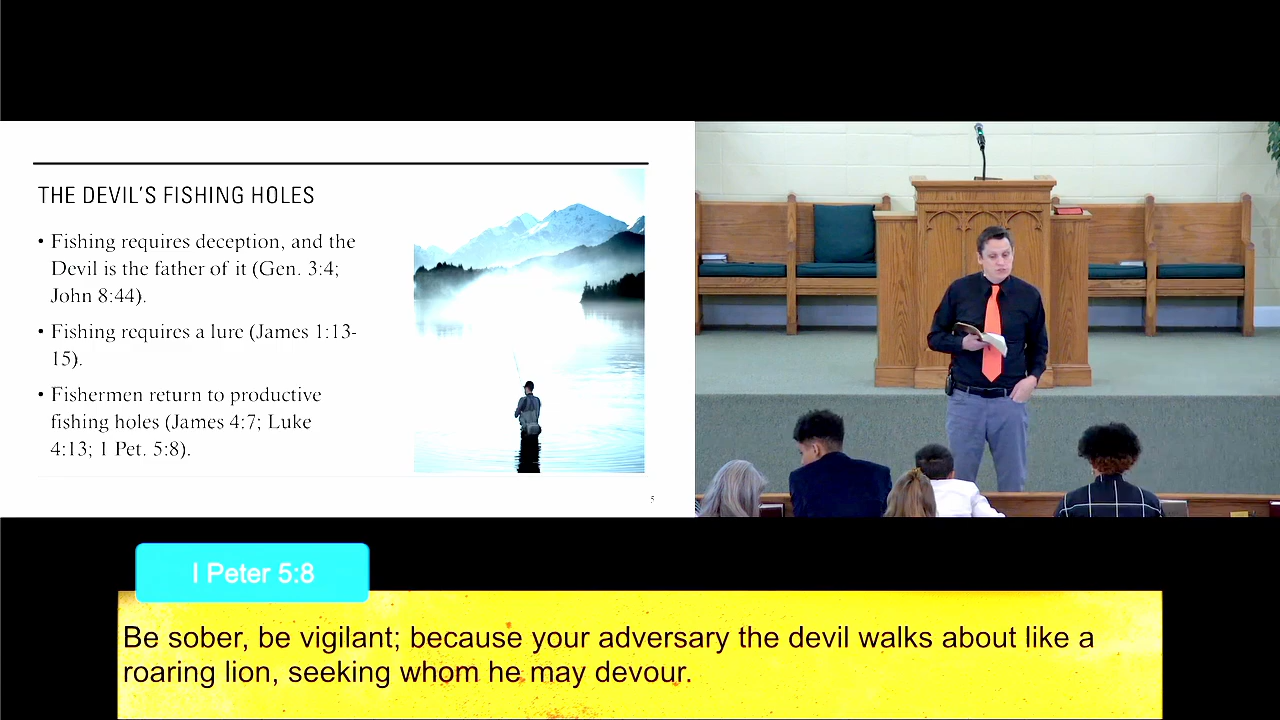 THE DEVIL'S FISHING HOLES
• Fishing requires deception, and the
Devil is the father of it (Gen. 3:4;
John 8:44).
• Fishing requires a lure (James 1:13-
15).
• Fishermen return to productive
fishing holes (James 4:7; Luke
4:13; 1 Pet. 5:8).
5
I Peter 5:8
Be sober, be vigilant; because your adversary the devil walks about like a
roaring lion, seeking whom he may devour.